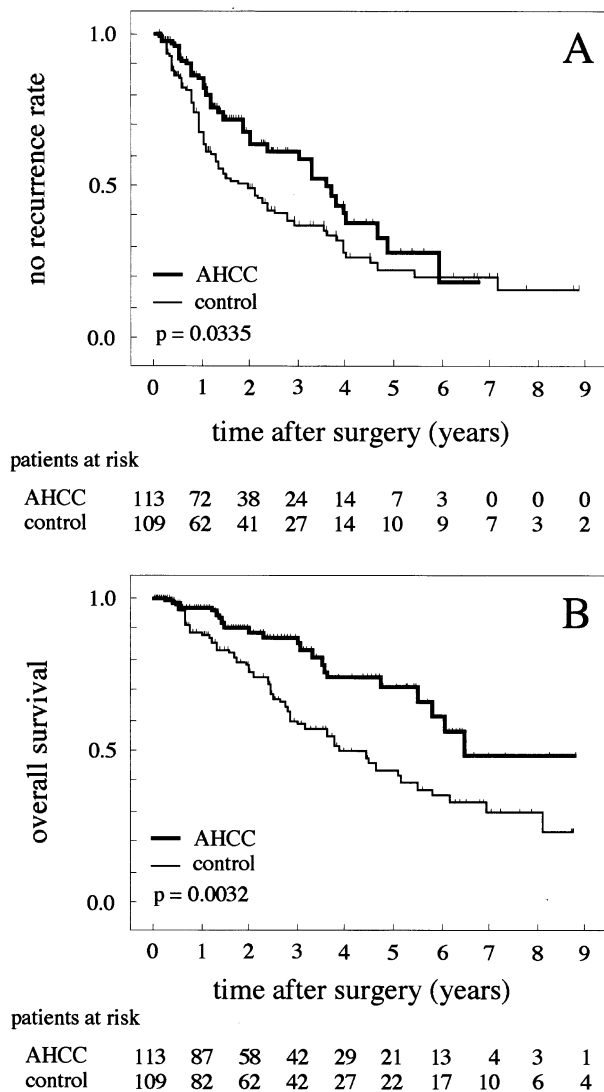 A
1.0
0.5
0.0
no recurrence rate
AHCC
control
p = 0.0335
0 1 2 3 4 5 6 7 8 9
time after surgery (years)
patients at risk
AHCC 113 72 38 24 14 7 3 0 0 0
control 109 62 41 27 14 10 9 7 3 2
B
1.0
0.5
0.0
overall survival
AHCC
control
p = 0.0032
0 1 2 3 4 5 6 7 8 9
time after surgery (years)
patients at risk
AHCC 113 87 58 42 29 21 13 4 3 1
control 109 82 62 42 27 22 17 10 6 4